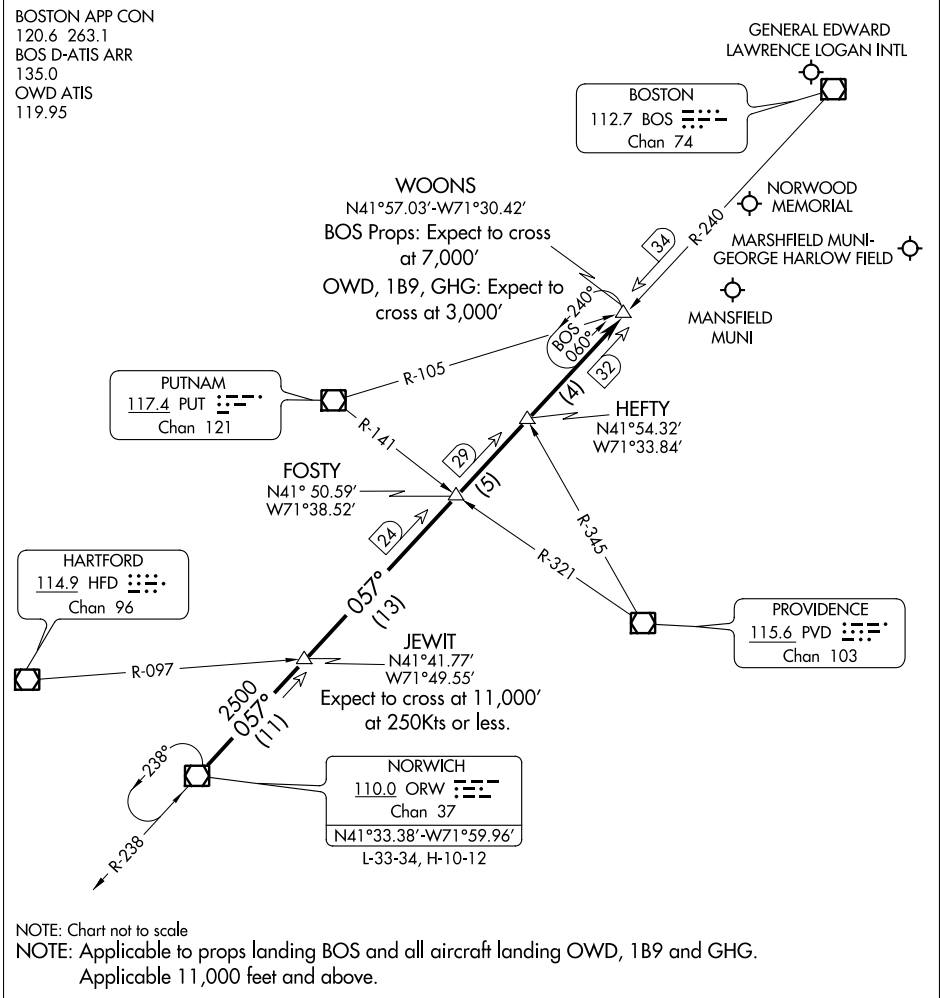 BOSTON APP CON
120.6 263.1
BOS D-ATIS ARR
135.0
OWD ATIS
119.95
GENERAL EDWARD
LAWRENCE LOGAN INTL
BOSTON
112.7 BOS
Chan 74
R-240
NORWOOD
MEMORIAL
MARSHFIELD MUNI-
GEORGE HARLOW FIELD
MANSFIELD
MUNI
WOONS
N41°57.03′-W71°30.42′
BOS Props: Expect to cross
at 7,000′
OWD, 1B9, GHG: Expect to
cross at 3,000′
34
240°
BOS
060°
32
(4)
R-105
PUTNAM
117.4 PUT
Chan 121
R-141
HEFTY
N41°54.32′
W71°33.84′
29
(5)
FOSTY
N41° 50.59′
W71°38.52′
24
R-345
R-321
HARTFORD
114.9 HFD
Chan 96
057°
(13)
PROVIDENCE
115.6 PVD
Chan 103
R-097
JEWIT
N41°41.77′
W71°49.55′
Expect to cross at 11,000′
at 250Kts or less.
2500
057°
(11)
238°
R-238
NORWICH
110.0 ORW
Chan 37
N41°33.38′-W71°59.96′
L-33-34, H-10-12
NOTE: Chart not to scale
NOTE: Applicable to props landing BOS and all aircraft landing OWD, 1B9 and GHG.
Applicable 11,000 feet and above.